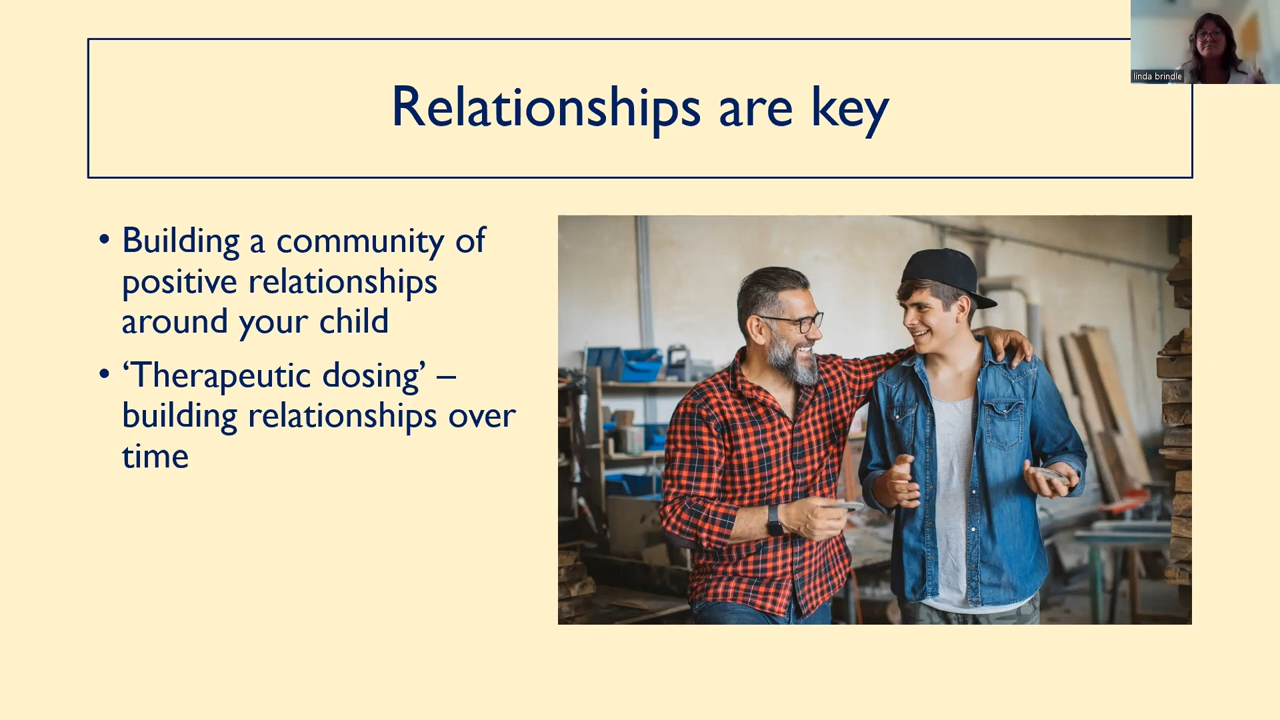 linda brindle
Relationships are key
• Building a community of
positive relationships
around your child
• ‘Therapeutic dosing’ –
building relationships over
time